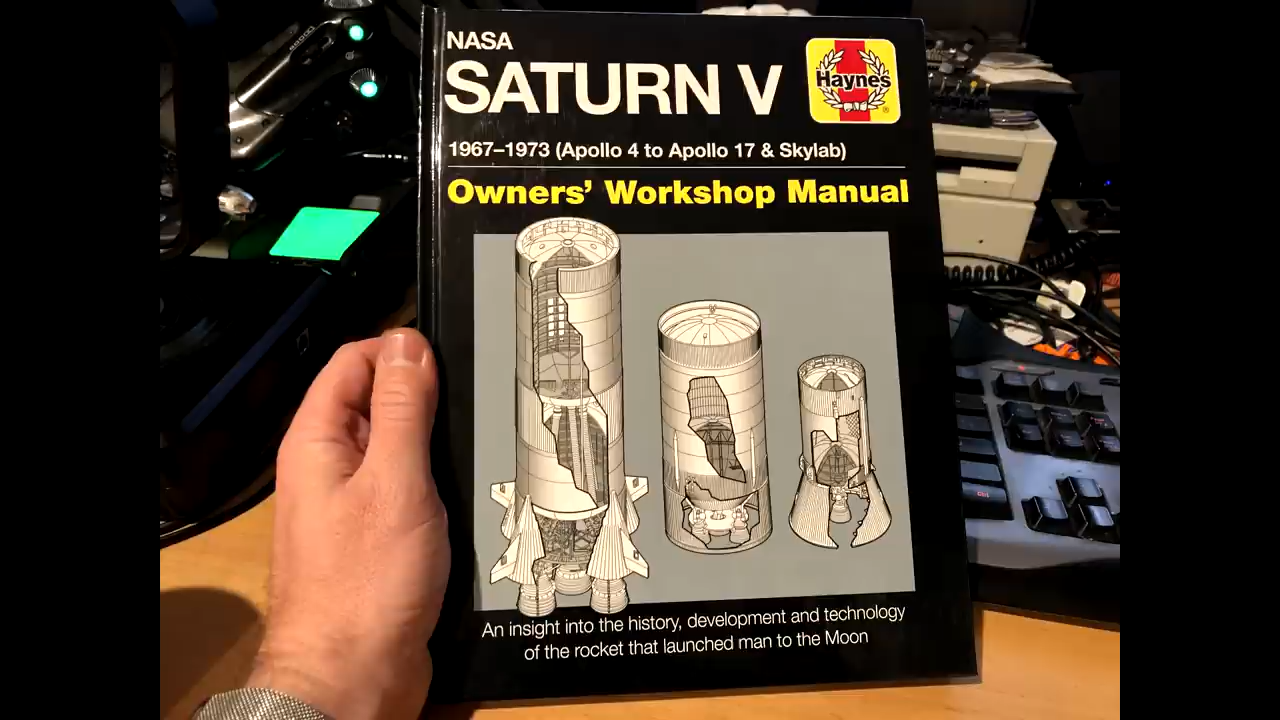 NASA
SATURN V
Haynes
®
1967–1973 (Apollo 4 to Apollo 17 & Skylab)
Owners’ Workshop Manual
An insight into the history, development and technology
of the rocket that launched man to the Moon
Ctrl